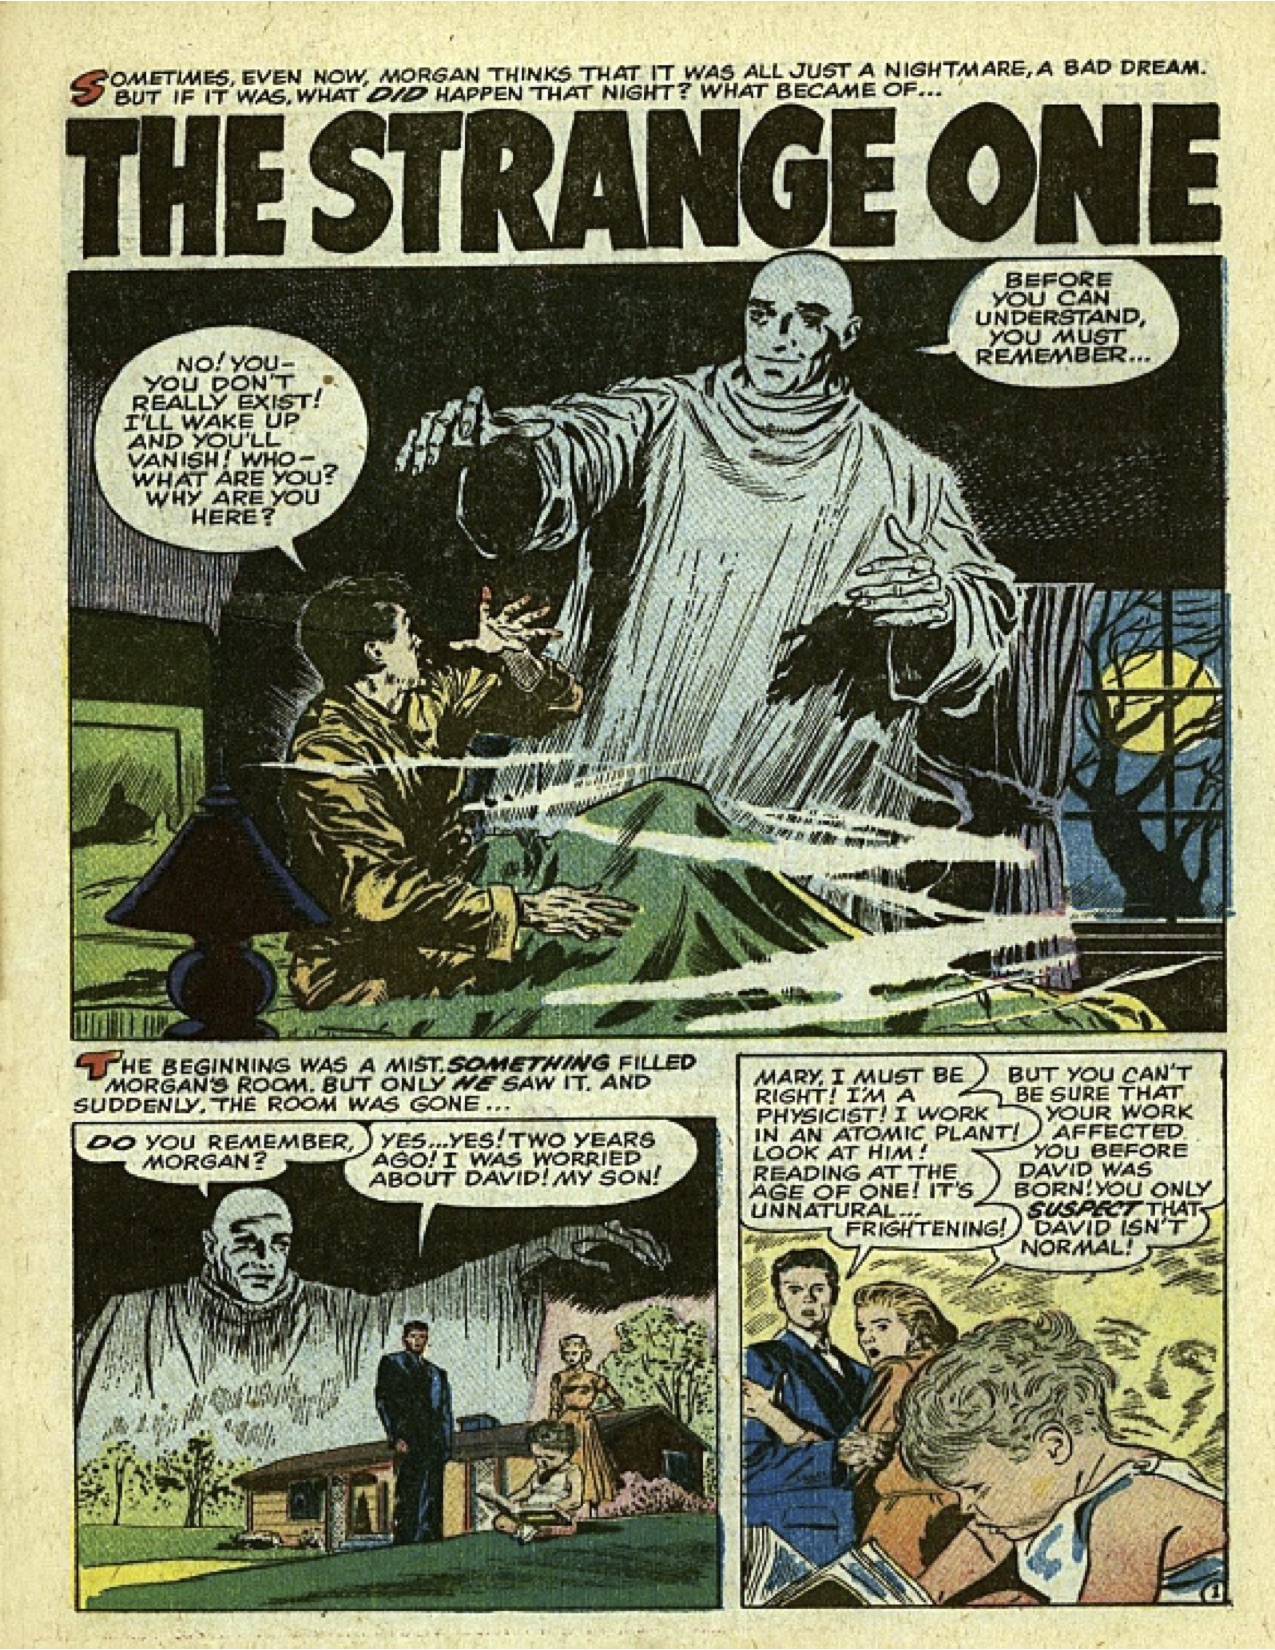 SOMETIMES, EVEN NOW, MORGAN THINKS THAT IT WAS ALL JUST A NIGHTMARE, A BAD DREAM.
BUT IF IT WAS, WHAT DID HAPPEN THAT NIGHT? WHAT BECAME OF...
THE STRANGE ONE
NO! YOU-
YOU DON'T
REALLY EXIST!
I'LL WAKE UP
AND YOU'LL
VANISH! WHO-
WHAT ARE YOU?
WHY ARE YOU
HERE?
BEFORE
YOU CAN
UNDERSTAND,
YOU MUST
REMEMBER...
THE BEGINNING WAS A MIST. SOMETHING FILLED
MORGAN'S ROOM. BUT ONLY HE SAW IT. AND
SUDDENLY, THE ROOM WAS GONE...
DO YOU REMEMBER,
MORGAN?
YES...YES! TWO YEARS
AGO! I WAS WORRIED
ABOUT DAVID! MY SON!
MARY, I MUST BE
RIGHT! I'M A
PHYSICIST! I WORK
IN AN ATOMIC PLANT!
LOOK AT HIM!
READING AT THE
AGE OF ONE! IT'S
UNNATURAL...
FRIGHTENING!
BUT YOU CAN'T
BE SURE THAT
YOUR WORK
AFFECTED
YOU BEFORE
DAVID WAS
BORN! YOU ONLY
SUSPECT THAT
DAVID ISN'T
NORMAL!
1